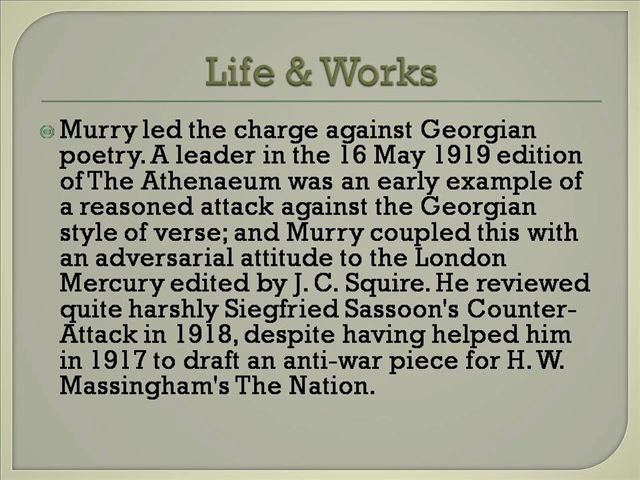 Life & Works
Murry led the charge against Georgian
poetry. A leader in the 16 May 1919 edition
of The Athenaeum was an early example of
a reasoned attack against the Georgian
style of verse; and Murry coupled this with
an adversarial attitude to the London
Mercury edited by J. C. Squire. He reviewed
quite harshly Siegfried Sassoon's Counter-
Attack in 1918, despite having helped him
in 1917 to draft an anti-war piece for H. W.
Massingham's The Nation.